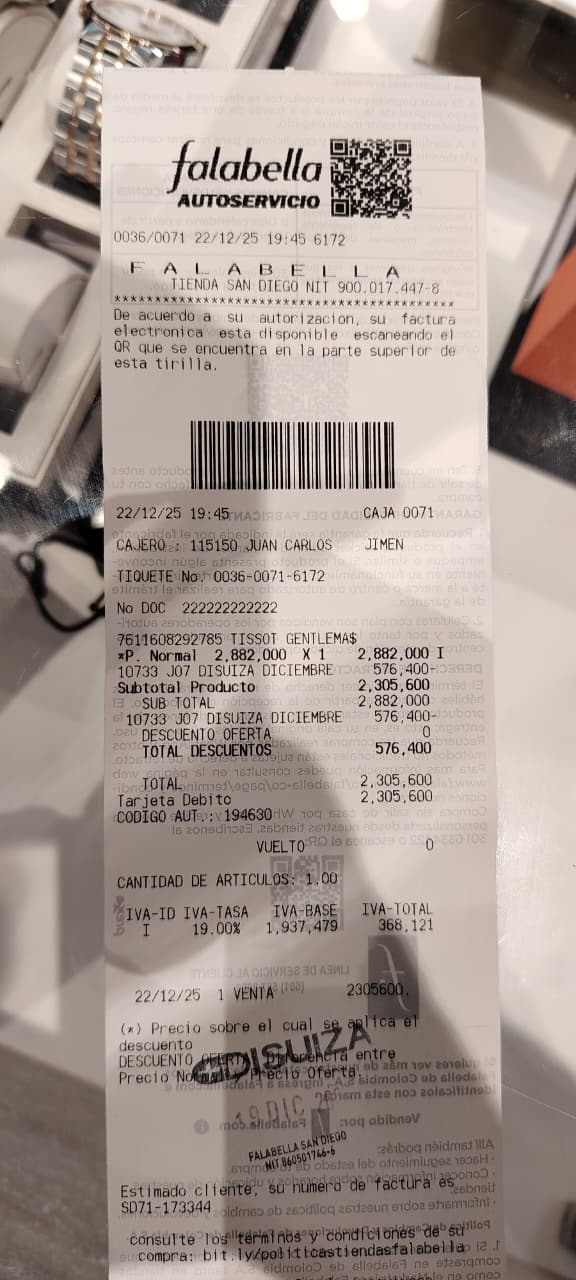 falabella
AUTOSERVICIO
0036/0071 22/12/25 19:45 6172
F A L A B E L L A
TIENDA SAN DIEGO NIT 900.017.447-8
******************************************
De acuerdo a su autorizacion, su factura
electronica esta disponible escaneando el
QR que se encuentra en la parte superior de
esta tirilla.
22/12/25 19:45 CAJA 0071
CAJERO : 115150 JUAN CARLOS JIMEN
TIQUETE No. 0036-0071-6172
No DOC 222222222222
7611608292785 TISSOT GENTLEMA$
*P. Normal 2,882,000 X 1 2,882,000 I
10733 J07 DISUIZA DICIEMBRE 576,400-
Subtotal Producto 2,305,600
SUB TOTAL 2,882,000
10733 J07 DISUIZA DICIEMBRE 576,400-
DESCUENTO OFERTA 0
TOTAL DESCUENTOS 576,400
TOTAL 2,305,600
Tarjeta Debito 2,305,600
CODIGO AUT.: 194630
VUELTO 0
CANTIDAD DE ARTICULOS: 1.00
IVA-ID IVA-TASA IVA-BASE IVA-TOTAL
I 19.00% 1,937,479 368,121
22/12/25 1 VENTA 2305600.
(*) Precio sobre el cual se aplica el
descuento
DESCUENTO OFERTA: Diferencia entre
Precio Normal y Precio Oferta.
DISUIZA
19 DIC
FALABELLA SAN DIEGO
NIT 860501746-6
Estimado cliente, su numero de factura es
SD71-173344
consulte los terminos y condiciones de su
compra: bit.ly/politicastiendasfalabella